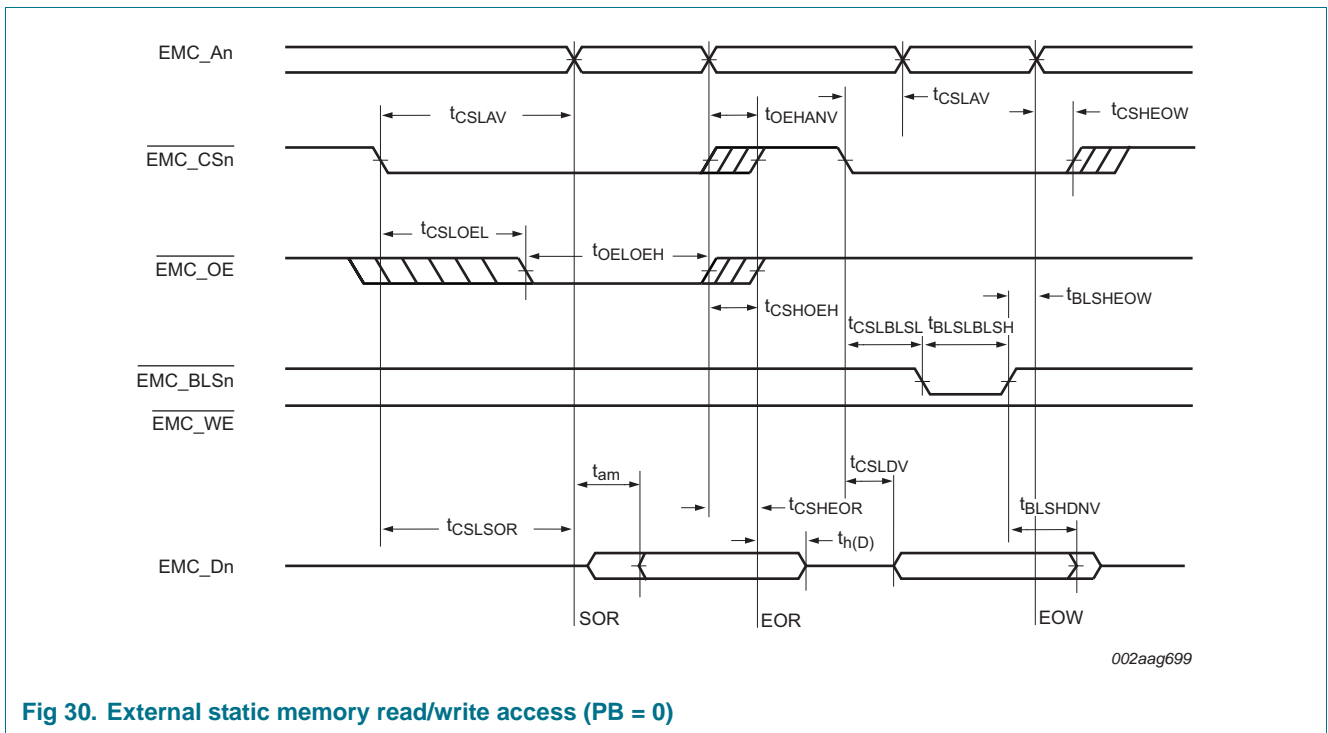 EMC_An
tCSLAV
tOEHANV
tCSLAV
tCSHEOW
EMC_CSn
tCSLOEL
tOELOEH
EMC_OE
tCSHOEH
tBLSHEOW
tCSLBLSL
tBLSLBLSH
EMC_BLSn
EMC_WE
tam
tCSLDV
tCSLSOR
tCSHEOR
tBLSHDNV
th(D)
EMC_Dn
SOR
EOR
EOW
002aag699
Fig 30. External static memory read/write access (PB = 0)